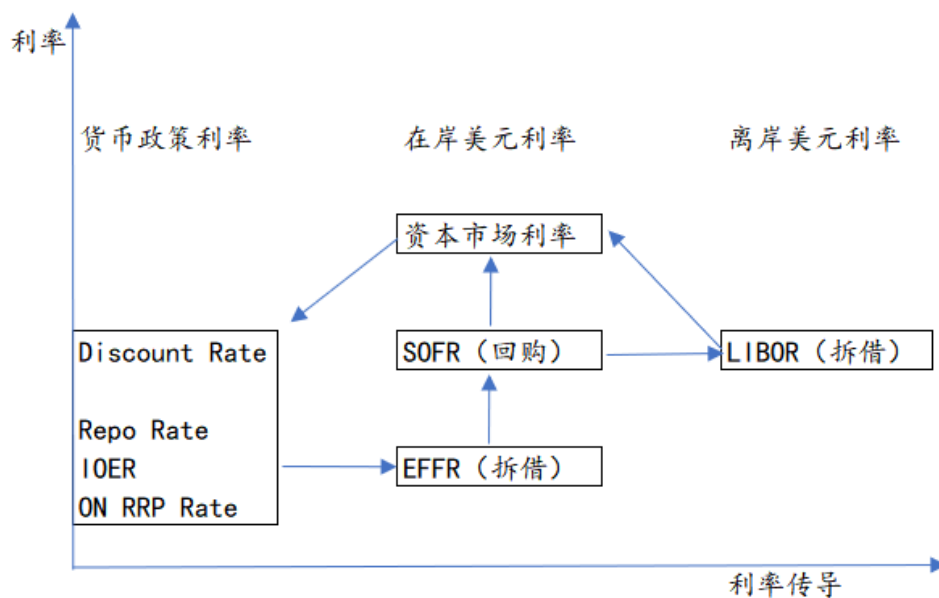 利率
货币政策利率
在岸美元利率
离岸美元利率
资本市场利率
Discount Rate
SOFR（回购）
LIBOR（拆借）
Repo Rate
IOER
EFFR（拆借）
ON RRP Rate
利率传导